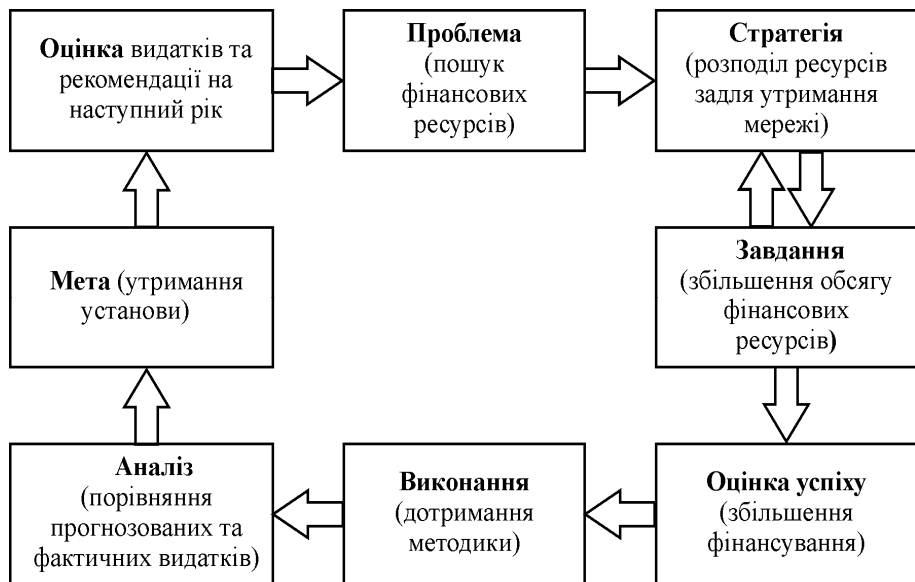 Оцінка видатків та
рекомендації на
наступний рік
Проблема
(пошук
фінансових
ресурсів)
Стратегія
(розподіл ресурсів
задля утримання
мережі)
Мета (утримання
установи)
Завдання
(збільшення обсягу
фінансових
ресурсів)
Аналіз
(порівняння
прогнозованих та
фактичних видатків)
Виконання
(дотримання
методики)
Оцінка успіху
(збільшення
фінансування)